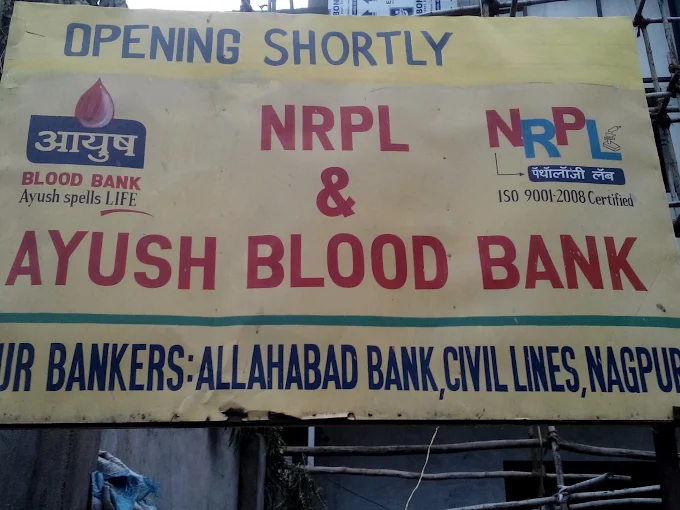 OPENING SHORTLY
आयुष
BLOOD BANK
Ayush spells LIFE
NRPL
&
NRPL
पॅथॉलॉजी लॅब
ISO 9001-2008 Certified
AYUSH BLOOD BANK
UR BANKERS: ALLAHABAD BANK, CIVIL LINES, NAGPUR